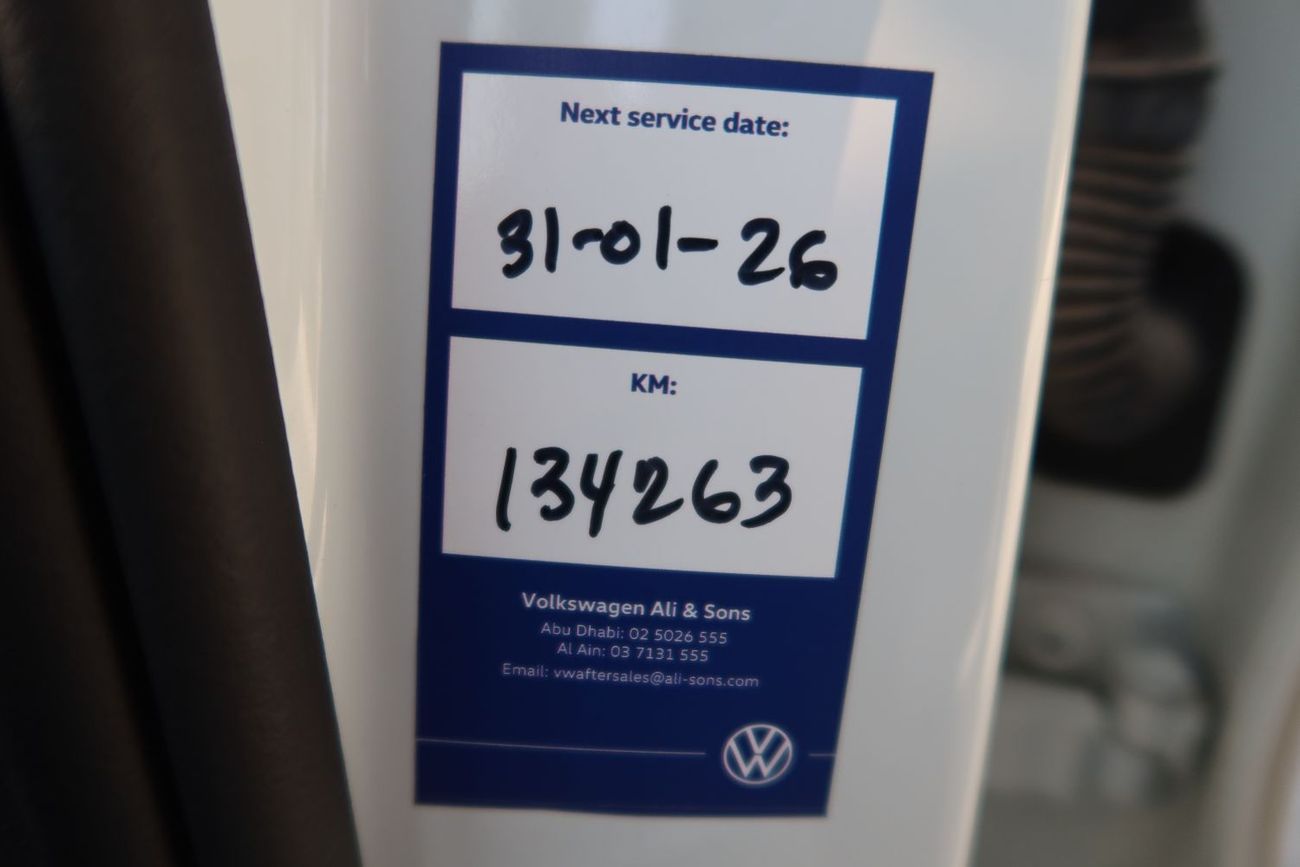 Next service date:
31-01-26
KM:
134263
Volkswagen Ali & Sons
Abu Dhabi: 02 5026 555
Al Ain: 03 7131 555
Email: vwaftersales@ali-sons.com